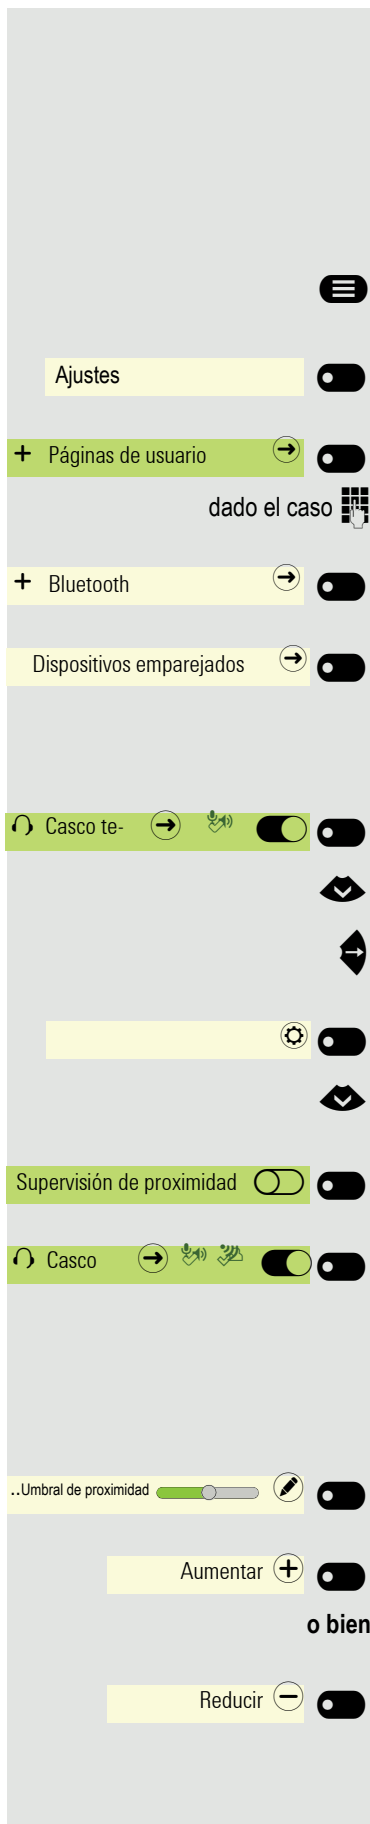 Ajustes
+ Páginas de usuario
dado el caso
+ Bluetooth
Dispositivos emparejados
Casco te-
Supervisión de proximidad
Casco
..Umbral de proximidad
Aumentar
o bien
Reducir